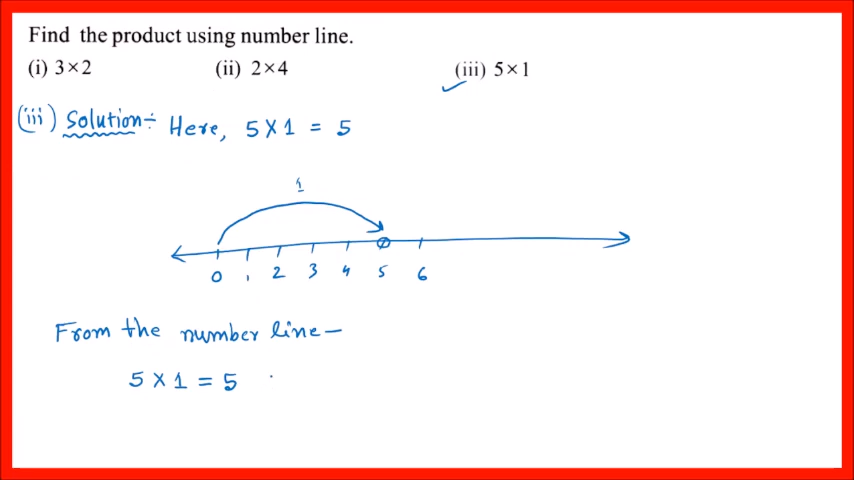 Find the product using number line.
(i) 3×2 (ii) 2×4 (iii) 5×1
(iii) Solution÷ Here, 5×1 = 5
1
0 1 2 3 4 5 6
From the number line—
5×1 = 5